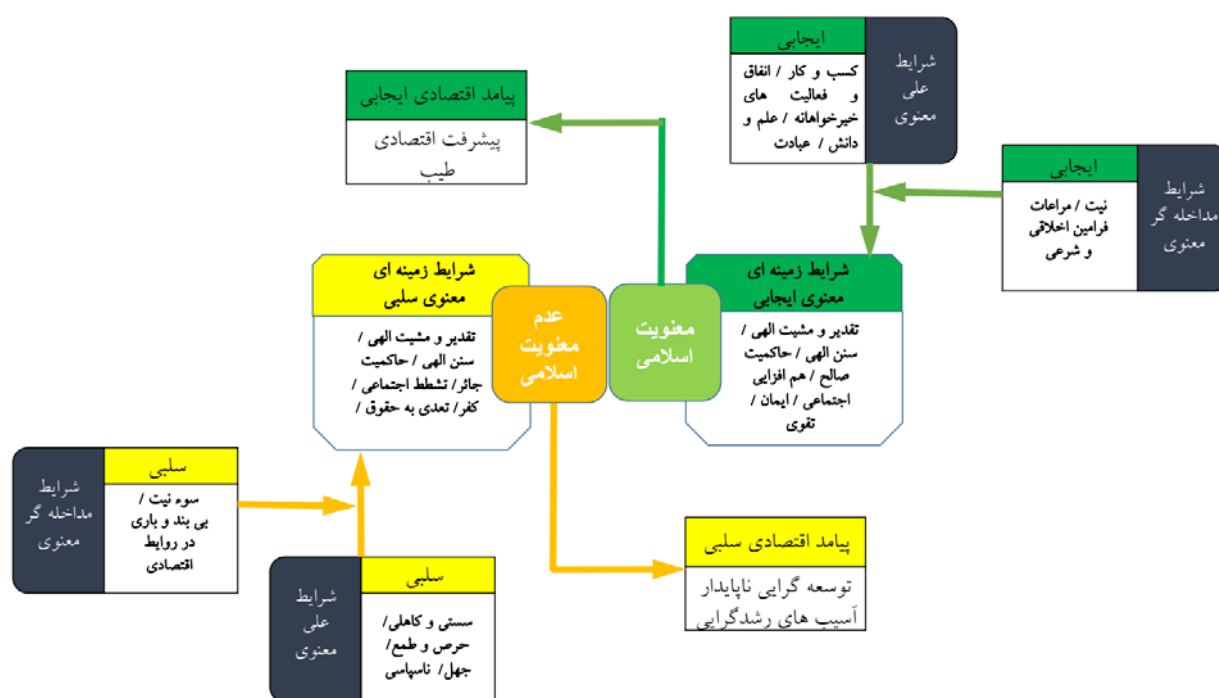 ایجابی
کسب و کار / انفاق
و فعالیت های
خیرخواهانه / علم و
دانش / عبادت
شرایط
علی
معنوی
پیامد اقتصادی ایجابی
پیشرفت اقتصادی
طیب
ایجابی
نیت / مراعات
فرامین اخلاقی
و شرعی
شرایط
مداخله گر
معنوی
شرایط زمینه ای
معنوی ایجابی
تقدیر و مشیت الهی /
سنن الهی / حاکمیت
صالح / هم افزایی
اجتماعی / ایمان /
تقوی
معنویت
اسلامی
عدم
معنویت
اسلامی
شرایط زمینه ای
معنوی سلبی
تقدیر و مشیت الهی /
سنن الهی / حاکمیت
جائر / تشطط اجتماعی /
کفر / تعدی به حقوق /
سلبی
سوء نیت /
بی بند و باری
در روابط
اقتصادی
شرایط
مداخله گر
معنوی
سلبی
سستی و کاهلی/
حرص و طمع/
جهل/ ناسپاسی
شرایط
علی
معنوی
پیامد اقتصادی سلبی
توسعه گرایی ناپایدار
آسیب های رشدگرایی